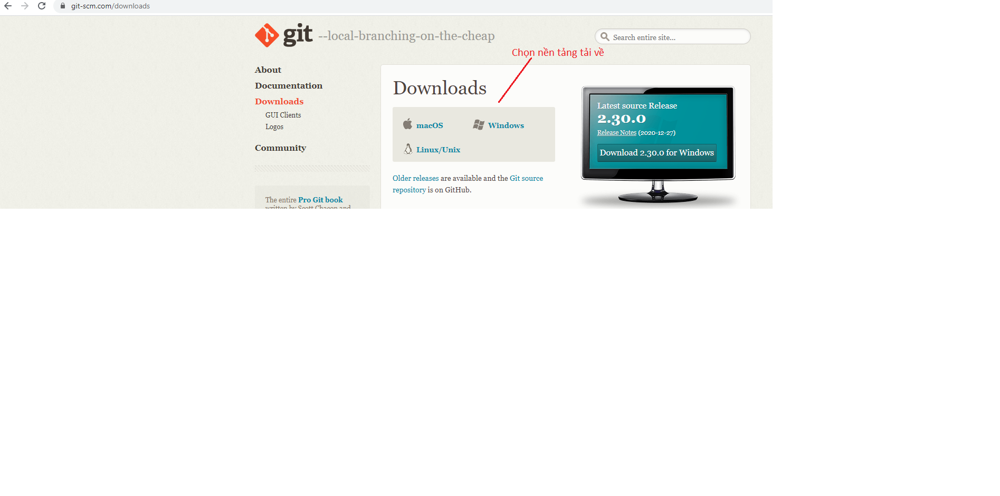 git-scm.com/downloads
git --local-branching-on-the-cheap
Search entire site...
Chọn nền tảng tải về
About
Documentation
Downloads
GUI Clients
Logos
Community
The entire Pro Git book
written by Scott Chacon and
Downloads
macOS
Windows
Linux/Unix
Older releases are available and the Git source
repository is on GitHub.
Latest source Release
2.30.0
Release Notes (2020-12-27)
Download 2.30.0 for Windows